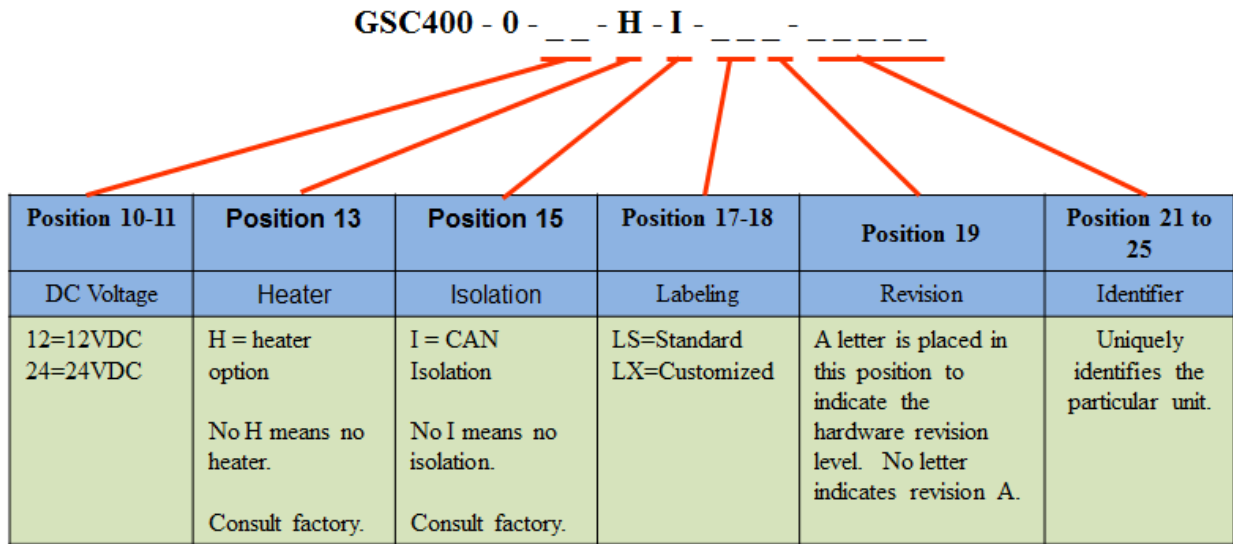 GSC400 - 0 - _ _ - H - I - _ _ _ - _ _ _ _ _
Position 10-11
Position 13
Position 15
Position 17-18
Position 19
Position 21 to
25
DC Voltage
Heater
Isolation
Labeling
Revision
Identifier
12=12VDC
24=24VDC
H = heater
option
No H means no
heater.
Consult factory.
I = CAN
Isolation
No I means no
isolation.
Consult factory.
LS=Standard
LX=Customized
A letter is placed in
this position to
indicate the
hardware revision
level. No letter
indicates revision A.
Uniquely
identifies the
particular unit.